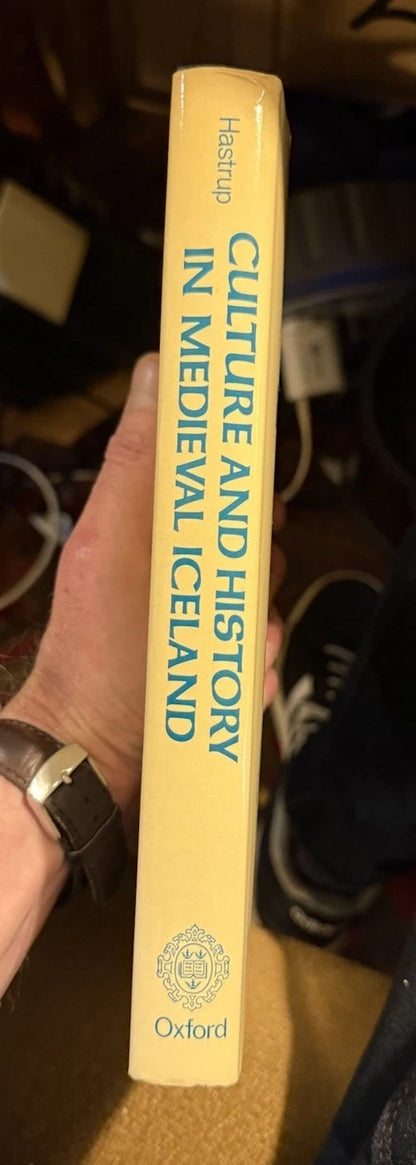 Hastrup
CULTURE AND HISTORY
IN MEDIEVAL ICELAND
Oxford